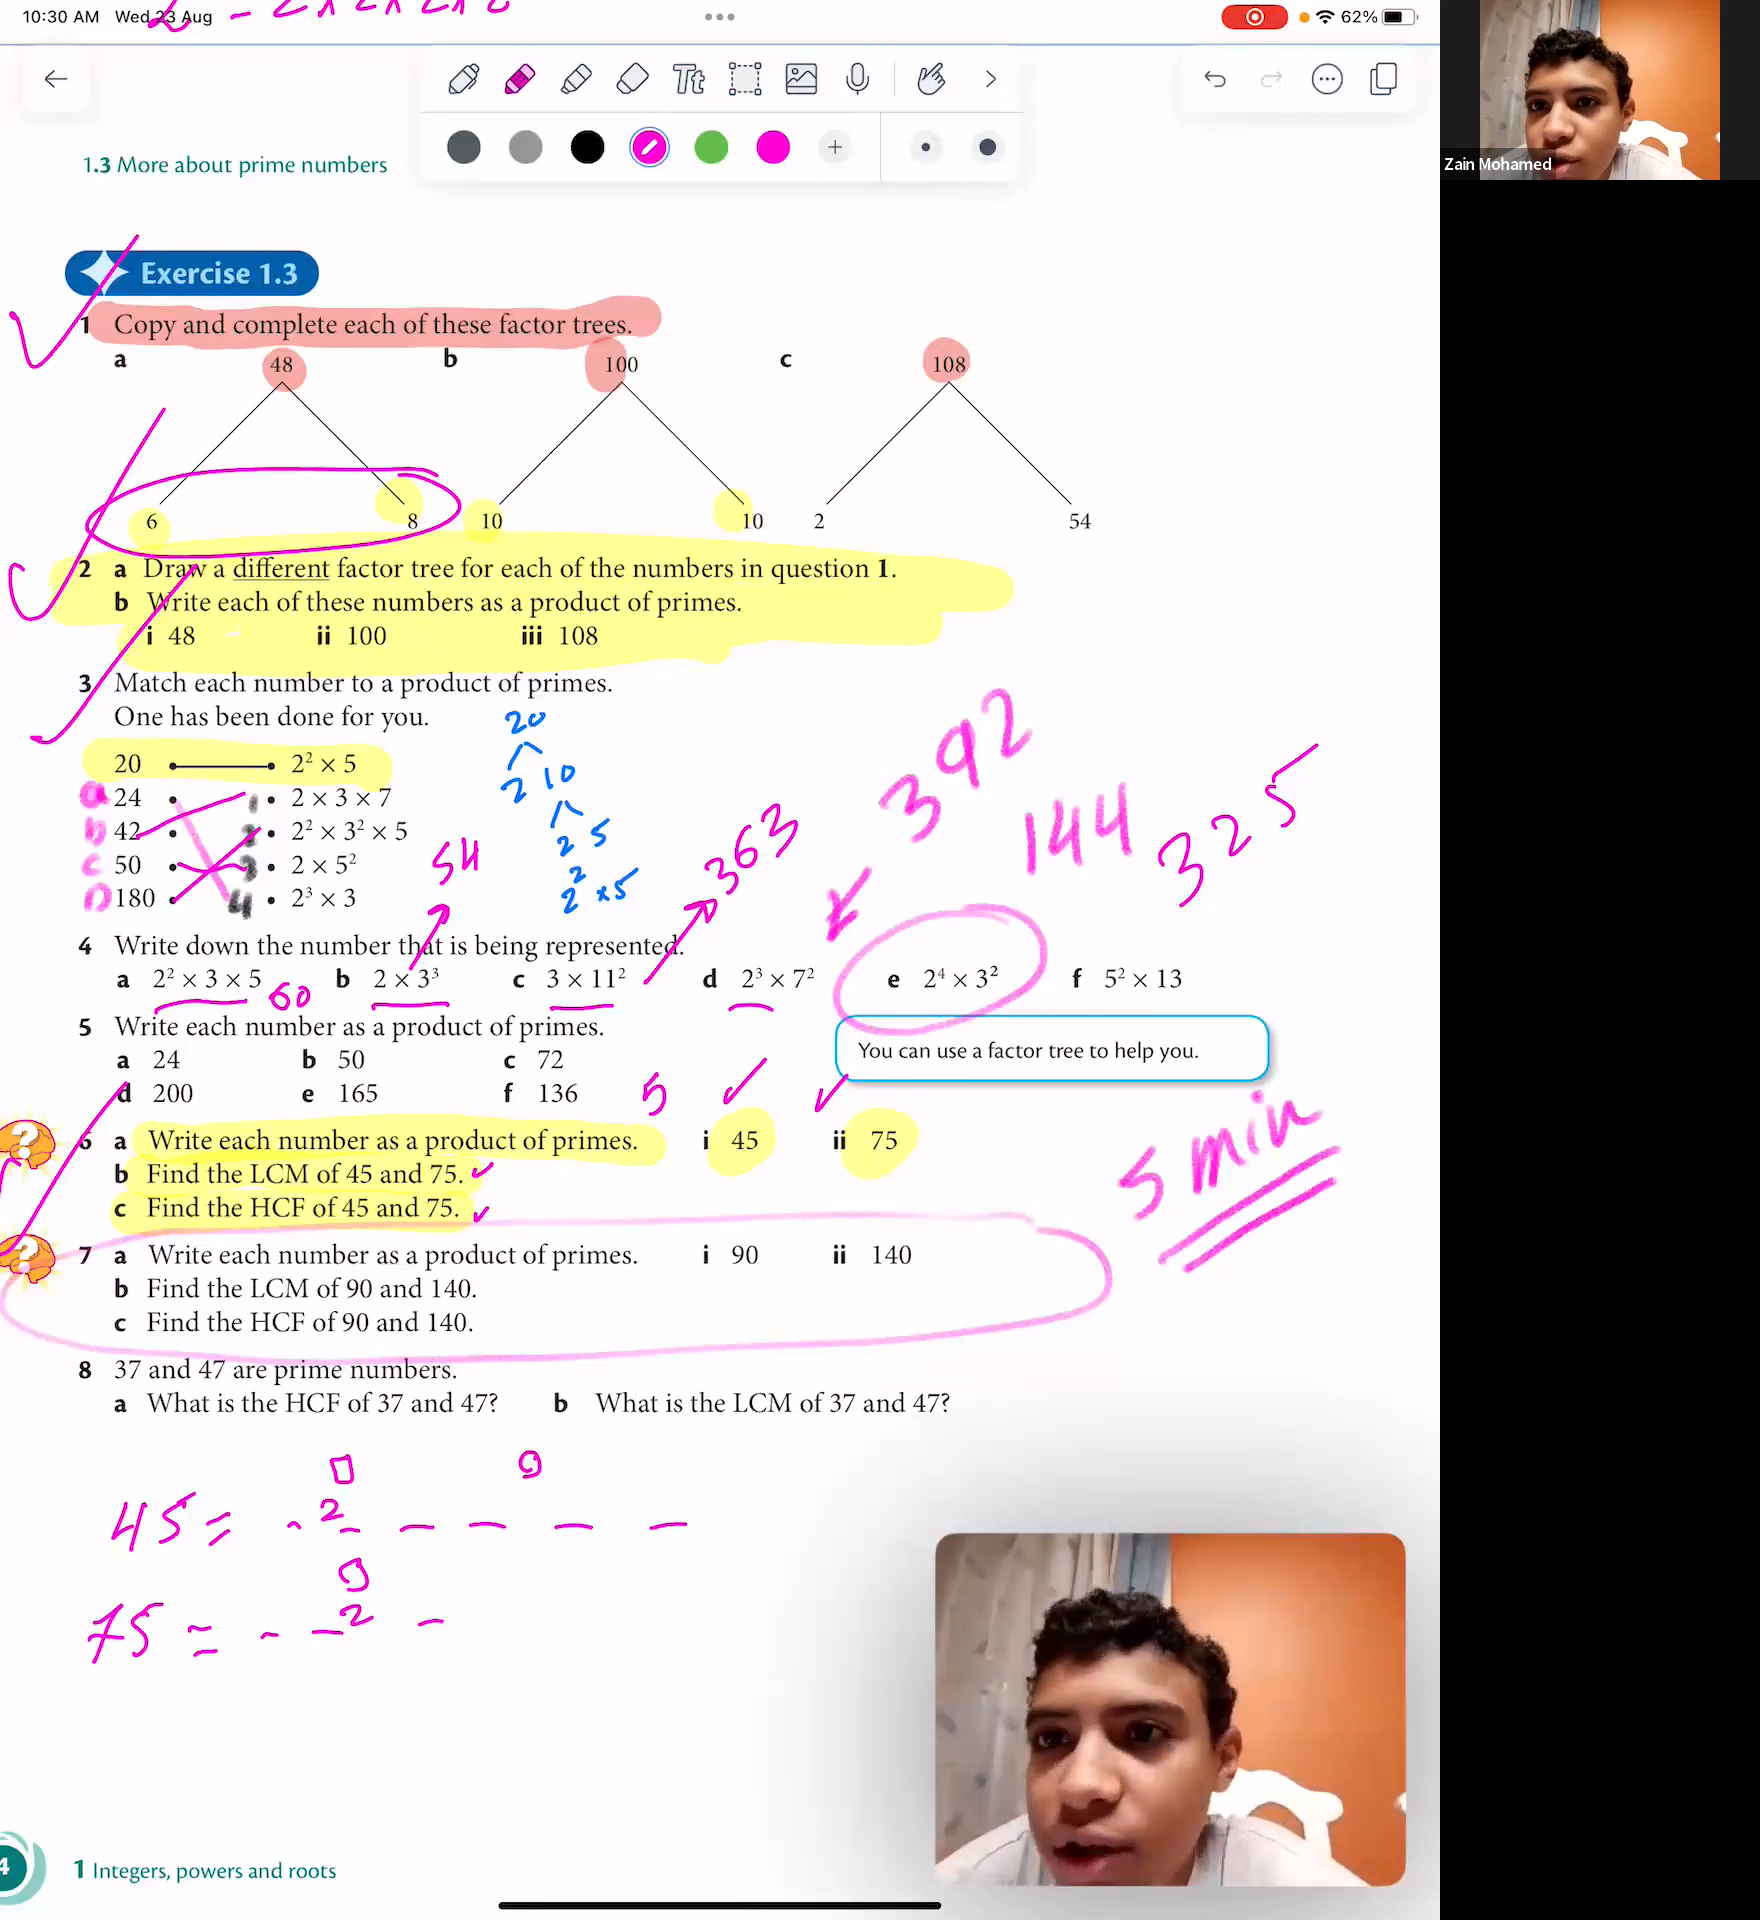 10:30 AM Wed 23 Aug
62%
Tt
Zain Mohamed
1.3 More about prime numbers
Exercise 1.3
1 Copy and complete each of these factor trees.
a 48 b 100 c 108
6 8 10 10 2 54
2 a Draw a different factor tree for each of the numbers in question 1.
b Write each of these numbers as a product of primes.
i 48 ii 100 iii 108
3 Match each number to a product of primes.
One has been done for you.
20 2² × 5
a 24 1 2 × 3 × 7
b 42 2² × 3² × 5
c 50 3 2 × 5²
D 180 4 2³ × 3
20
2 10
2 5
2² × 5
54
363
392
144
325
4 Write down the number that is being represented.
a 2² × 3 × 5 60 b 2 × 3³ c 3 × 11² d 2³ × 7² e 2⁴ × 3² f 5² × 13
5 Write each number as a product of primes.
You can use a factor tree to help you.
a 24 b 50 c 72
d 200 e 165 f 136
5
5 min
6 a Write each number as a product of primes. i 45 ii 75
b Find the LCM of 45 and 75.
c Find the HCF of 45 and 75.
7 a Write each number as a product of primes. i 90 ii 140
b Find the LCM of 90 and 140.
c Find the HCF of 90 and 140.
8 37 and 47 are prime numbers.
a What is the HCF of 37 and 47? b What is the LCM of 37 and 47?
45 = - 2 - - - - -
75 = - - 2 -
4 1 Integers, powers and roots